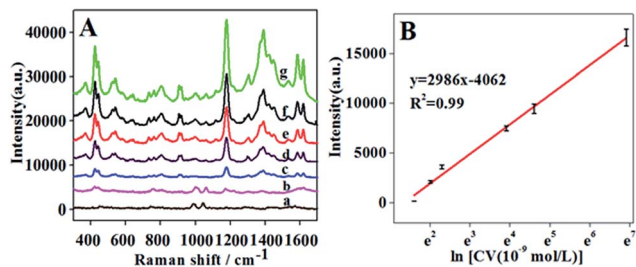 A
Intensity(a.u.)
40000
30000
20000
10000
0
g
f
e
d
c
b
a
400 600 800 1000 1200 1400 1600
Raman shift / cm⁻¹
B
Intensity(a.u.)
15000
10000
5000
0
y=2986x-4062
R²=0.99
e² e³ e⁴ e⁵ e⁶ e⁷
ln [CV(10⁻⁹ mol/L)]